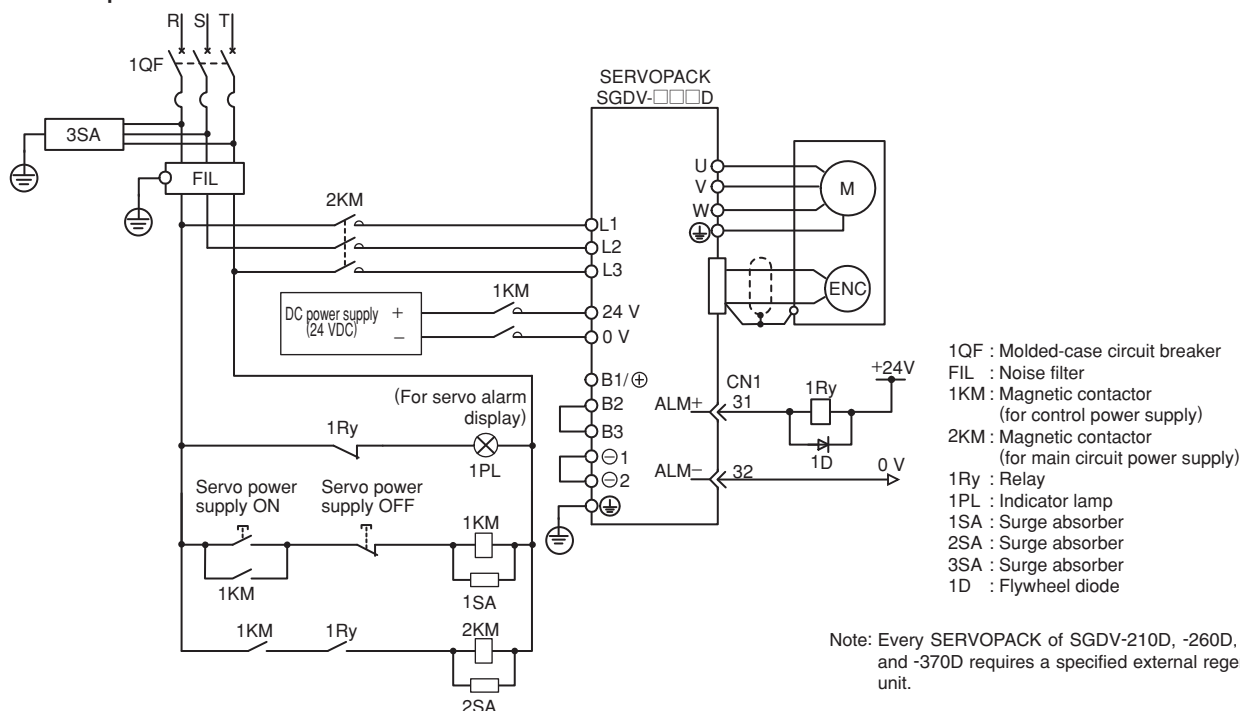 R S T
1QF
3SA
FIL
2KM
SERVOPACK
SGDV-□□□D
U
V
W
M
ENC
L1
L2
L3
1KM
DC power supply
(24 VDC)
+
−
24 V
0 V
B1/⊕
B2
B3
⊖1
⊖2
CN1
ALM+ 31
ALM− 32
1Ry
+24V
1D
0 V
(For servo alarm
display)
1Ry
1PL
Servo power
supply ON
Servo power
supply OFF
1KM
1KM
1SA
1KM
1Ry
2KM
2SA
1QF : Molded-case circuit breaker
FIL : Noise filter
1KM : Magnetic contactor
(for control power supply)
2KM : Magnetic contactor
(for main circuit power supply)
1Ry : Relay
1PL : Indicator lamp
1SA : Surge absorber
2SA : Surge absorber
3SA : Surge absorber
1D : Flywheel diode
Note: Every SERVOPACK of SGDV-210D, -260D,
and -370D requires a specified external rege
unit.